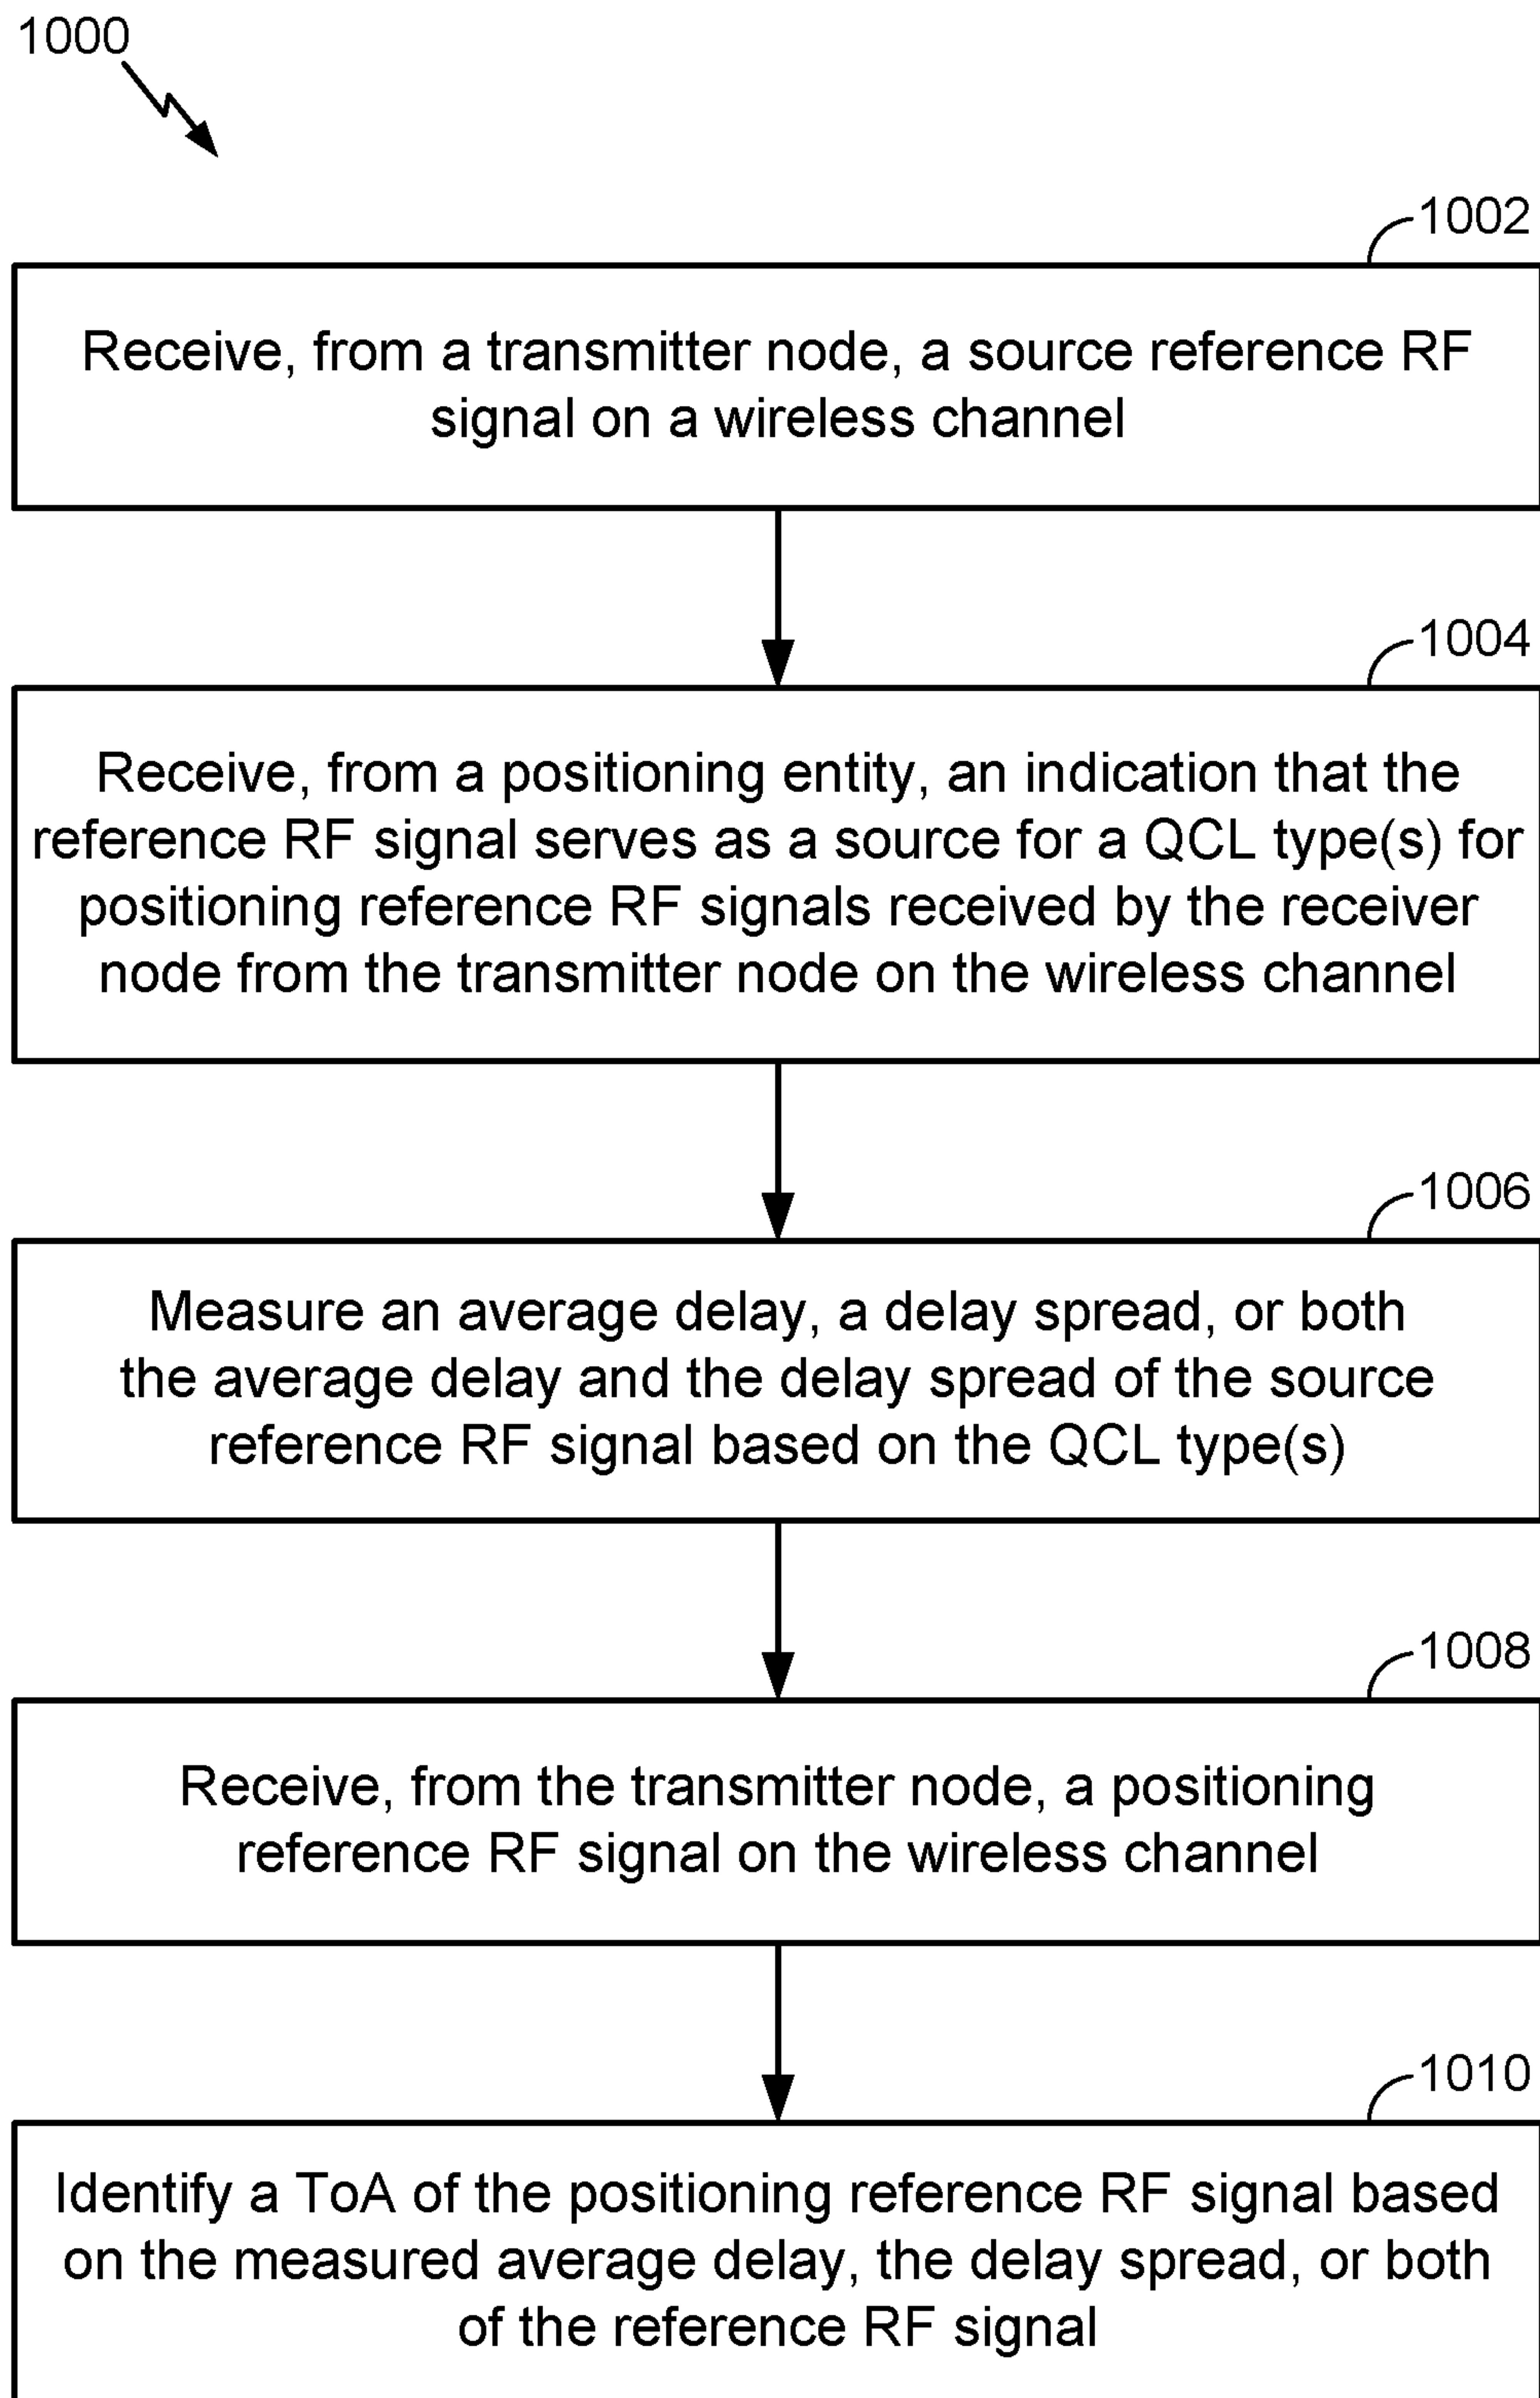 1000
1002
Receive, from a transmitter node, a source reference RF
signal on a wireless channel
1004
Receive, from a positioning entity, an indication that the
reference RF signal serves as a source for a QCL type(s) for
positioning reference RF signals received by the receiver
node from the transmitter node on the wireless channel
1006
Measure an average delay, a delay spread, or both
the average delay and the delay spread of the source
reference RF signal based on the QCL type(s)
1008
Receive, from the transmitter node, a positioning
reference RF signal on the wireless channel
1010
Identify a ToA of the positioning reference RF signal based
on the measured average delay, the delay spread, or both
of the reference RF signal